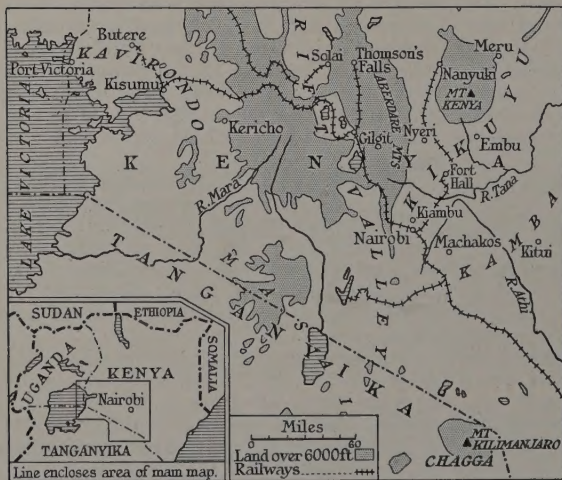 Butere
KAVIRONDO
Port Victoria
Kisumu
LAKE VICTORIA
Kericho
RIFT VALLEY
Solai
Thomson's
Falls
ABERDARE MTS
Meru
Nanyuki
MT
KENYA
Nyeri
Embu
Gilgit
KENYA
KIKUYU
Fort
Hall
R. Tana
R. Mara
Kiambu
Nairobi
Machakos
KAMBA
Kitui
R. Athi
MASAI
TANGANYIKA
MT
KILIMANJARO
CHAGGA
SUDAN
ETHIOPIA
UGANDA
KENYA
SOMALIA
Nairobi
TANGANYIKA
Line encloses area of main map.
Miles
0 60
Land over 6000ft
Railways